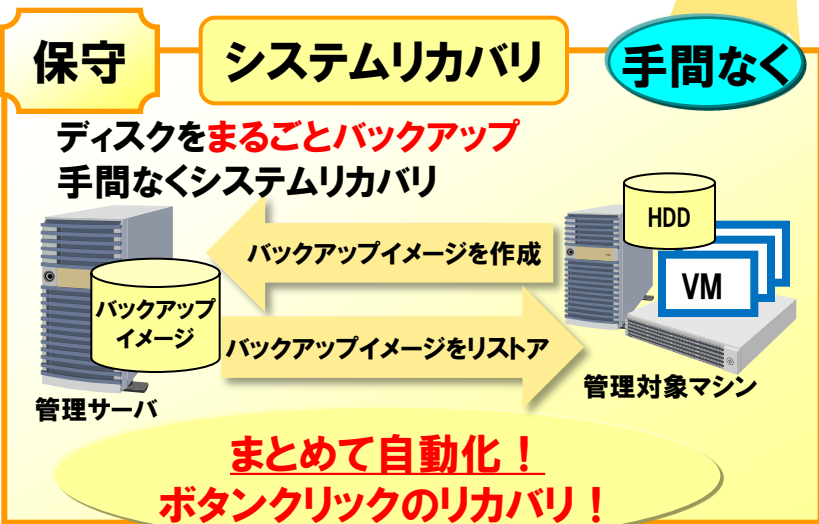 保守
システムリカバリ
手間なく
ディスクをまるごとバックアップ
手間なくシステムリカバリ
HDD
バックアップイメージを作成
VM
バックアップ
イメージ
バックアップイメージをリストア
管理対象マシン
管理サーバ
まとめて自動化！
ボタンクリックのリカバリ！